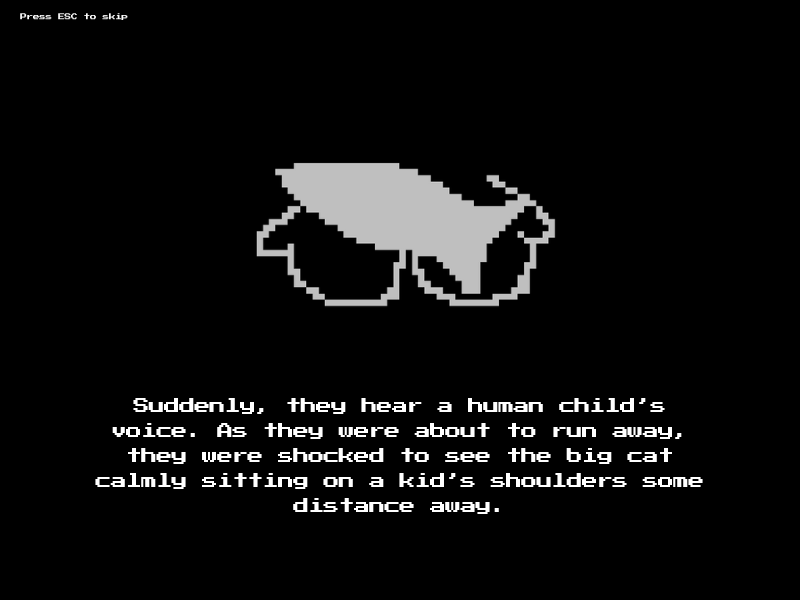 Press ESC to skip
Suddenly, they hear a human child's
voice. As they were about to run away,
they were shocked to see the big cat
calmly sitting on a kid's shoulders some
distance away.